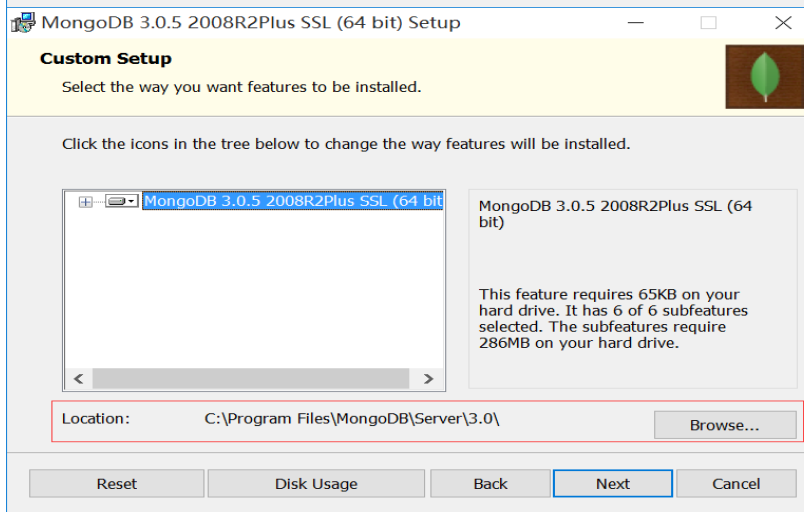 MongoDB 3.0.5 2008R2Plus SSL (64 bit) Setup
Custom Setup
Select the way you want features to be installed.
Click the icons in the tree below to change the way features will be installed.
MongoDB 3.0.5 2008R2Plus SSL (64 bit
MongoDB 3.0.5 2008R2Plus SSL (64
bit)
This feature requires 65KB on your
hard drive. It has 6 of 6 subfeatures
selected. The subfeatures require
286MB on your hard drive.
Location: C:\Program Files\MongoDB\Server\3.0\ Browse...
Reset Disk Usage Back Next Cancel